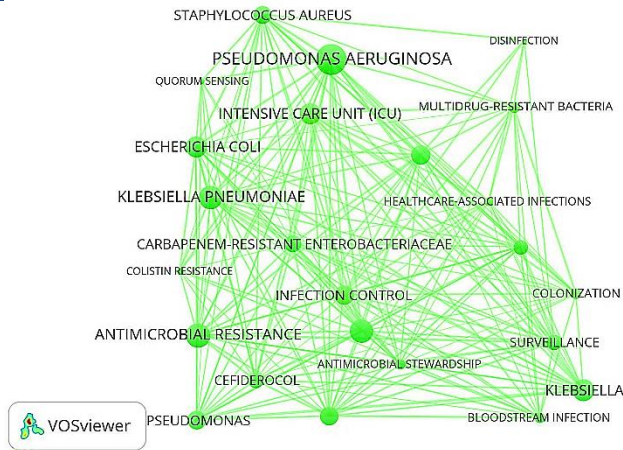 STAPHYLOCOCCUS AUREUS
DISINFECTION
PSEUDOMONAS AERUGINOSA
QUORUM SENSING
MULTIDRUG-RESISTANT BACTERIA
INTENSIVE CARE UNIT (ICU)
ESCHERICHIA COLI
KLEBSIELLA PNEUMONIAE
HEALTHCARE-ASSOCIATED INFECTIONS
CARBAPENEM-RESISTANT ENTEROBACTERIACEAE
COLISTIN RESISTANCE
INFECTION CONTROL
COLONIZATION
ANTIMICROBIAL RESISTANCE
SURVEILLANCE
ANTIMICROBIAL STEWARDSHIP
CEFIDEROCOL
KLEBSIELLA
PSEUDOMONAS
BLOODSTREAM INFECTION
VOSviewer